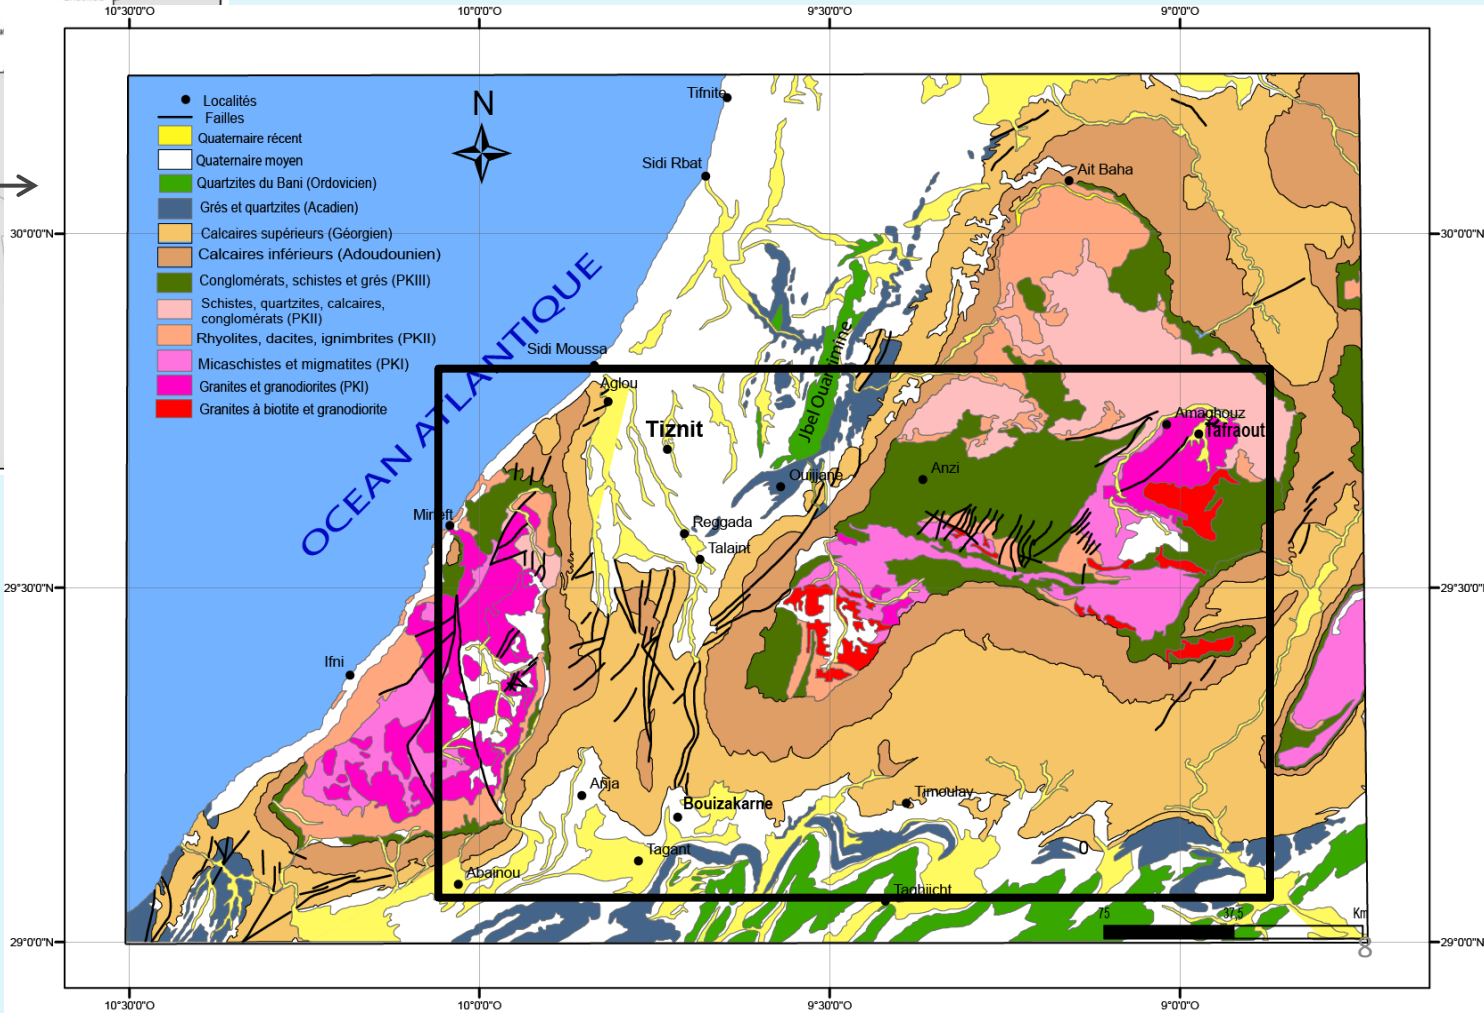 10°30'0"O 10°0'0"O 9°30'0"O 9°0'0"O
N
Localités
Failles
Quaternaire récent
Quaternaire moyen
Quartzites du Bani (Ordovicien)
Grés et quartzites (Acadien)
Calcaires supérieurs (Géorgien)
Calcaires inférieurs (Adoudounien)
Conglomérats, schistes et grés (PKIII)
Schistes, quartzites, calcaires,
conglomérats (PKII)
Rhyolites, dacites, ignimbrites (PKII)
Micaschistes et migmatites (PKI)
Granites et granodiorites (PKI)
Granites à biotite et granodiorite
OCEAN ATLANTIQUE
Tifnite
Sidi Rbat
Ait Baha
30°0'0"N 30°0'0"N
Sidi Moussa
Aglou
Tiznit
Jbel Ouarzimine
Amaghouz
Tafraout
Anzi
Ouijjane
Mirleft
Reggada
Talaint
29°30'0"N 29°30'0"N
Ifni
Anja
Bouizakarne
Timoulay
Tagant
Abainou
Taghjicht
0
75 37,5 Km
0
29°0'0"N 29°0'0"N
10°30'0"O 10°0'0"O 9°30'0"O 9°0'0"O